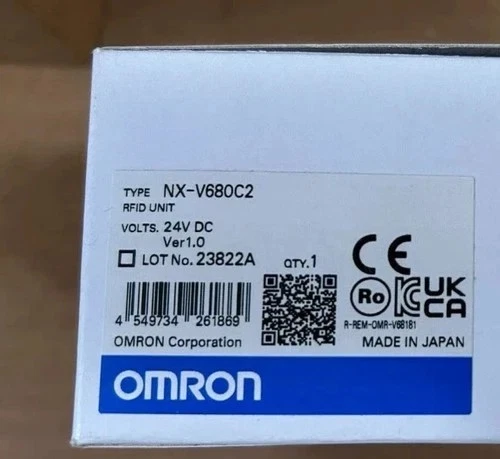 TYPE NX-V680C2
RFID UNIT
VOLTS. 24V DC
Ver1.0
LOT No. 23822A QTY.1
CE
Ro UK CA
R-REM-OMR-V68181
4 549734 261869
OMRON Corporation MADE IN JAPAN
OMRON